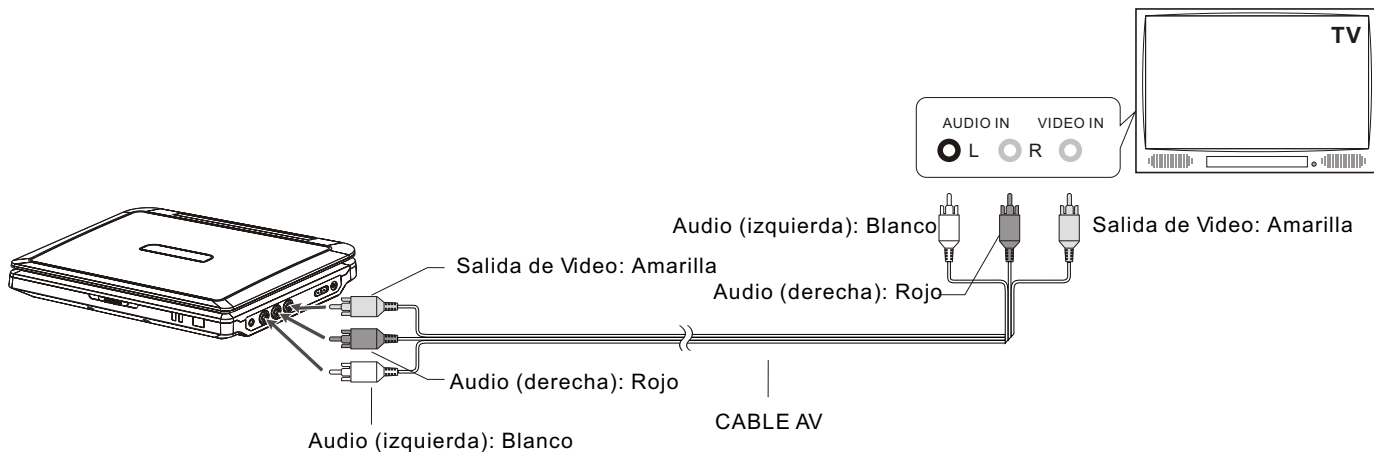 TV
AUDIO IN VIDEO IN
L R
Audio (izquierda): Blanco
Salida de Video: Amarilla
Audio (derecha): Rojo
Salida de Video: Amarilla
Audio (derecha): Rojo
CABLE AV
Audio (izquierda): Blanco